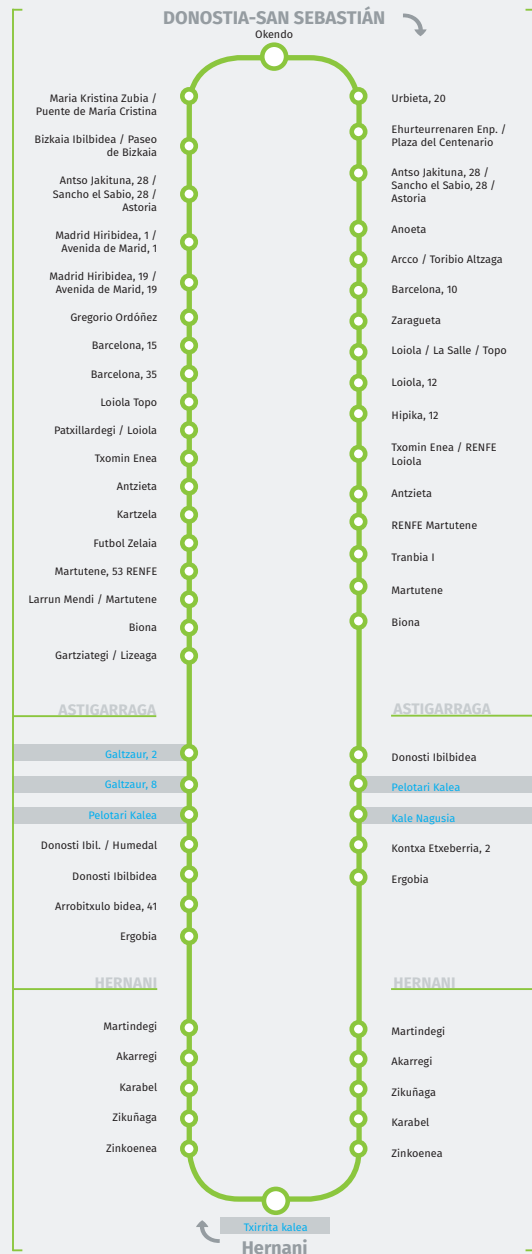 DONOSTIA-SAN SEBASTIÁN
Okendo
Maria Kristina Zubia /
Puente de María Cristina
Bizkaia Ibilbidea / Paseo
de Bizkaia
Antso Jakituna, 28 /
Sancho el Sabio, 28 /
Astoria
Madrid Hiribidea, 1 /
Avenida de Marid, 1
Madrid Hiribidea, 19 /
Avenida de Marid, 19
Gregorio Ordóñez
Barcelona, 15
Barcelona, 35
Loiola Topo
Patxillardegi / Loiola
Txomin Enea
Antzieta
Kartzela
Futbol Zelaia
Martutene, 53 RENFE
Larrun Mendi / Martutene
Biona
Gartziategi / Lizeaga
ASTIGARRAGA
Galtzaur, 2
Galtzaur, 8
Pelotari Kalea
Donosti Ibil. / Humedal
Donosti Ibilbidea
Arrobitxulo bidea, 41
Ergobia
HERNANI
Martindegi
Akarregi
Karabel
Zikuñaga
Zinkoenea
Urbieta, 20
Ehurteurrenaren Enp. /
Plaza del Centenario
Antso Jakituna, 28 /
Sancho el Sabio, 28 /
Astoria
Anoeta
Arcco / Toribio Altzaga
Barcelona, 10
Zaragueta
Loiola / La Salle / Topo
Loiola, 12
Hipika, 12
Txomin Enea / RENFE
Loiola
Antzieta
RENFE Martutene
Tranbia I
Martutene
Biona
ASTIGARRAGA
Donosti Ibilbidea
Pelotari Kalea
Kale Nagusia
Kontxa Etxeberria, 2
Ergobia
HERNANI
Martindegi
Akarregi
Zikuñaga
Karabel
Zinkoenea
Txirrita kalea
Hernani